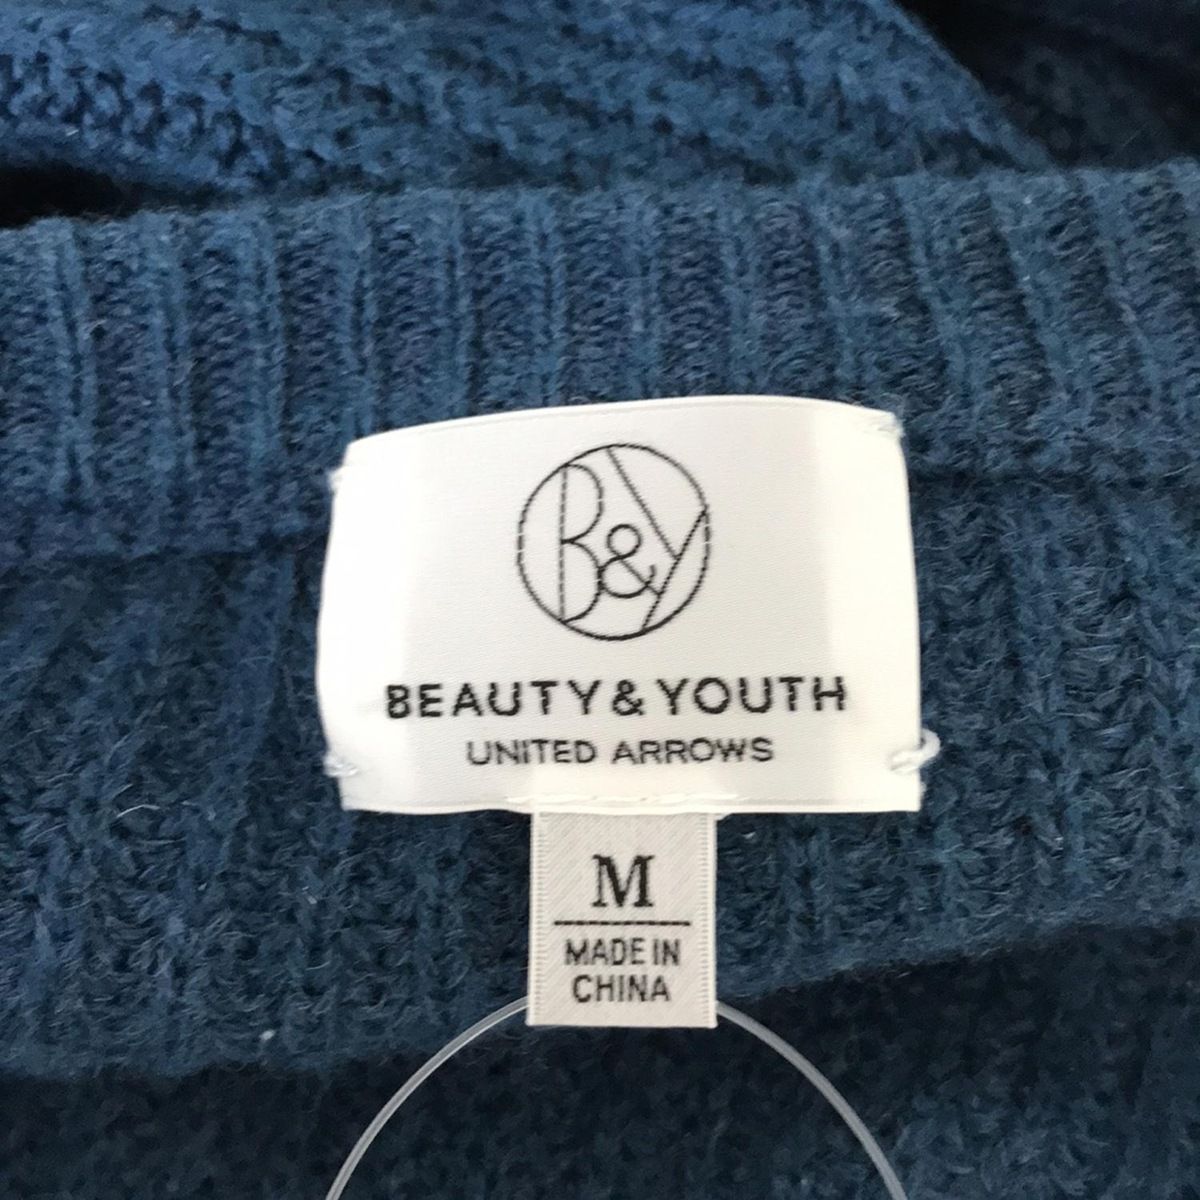 B&Y
BEAUTY&YOUTH
UNITED ARROWS
M
MADE IN
CHINA